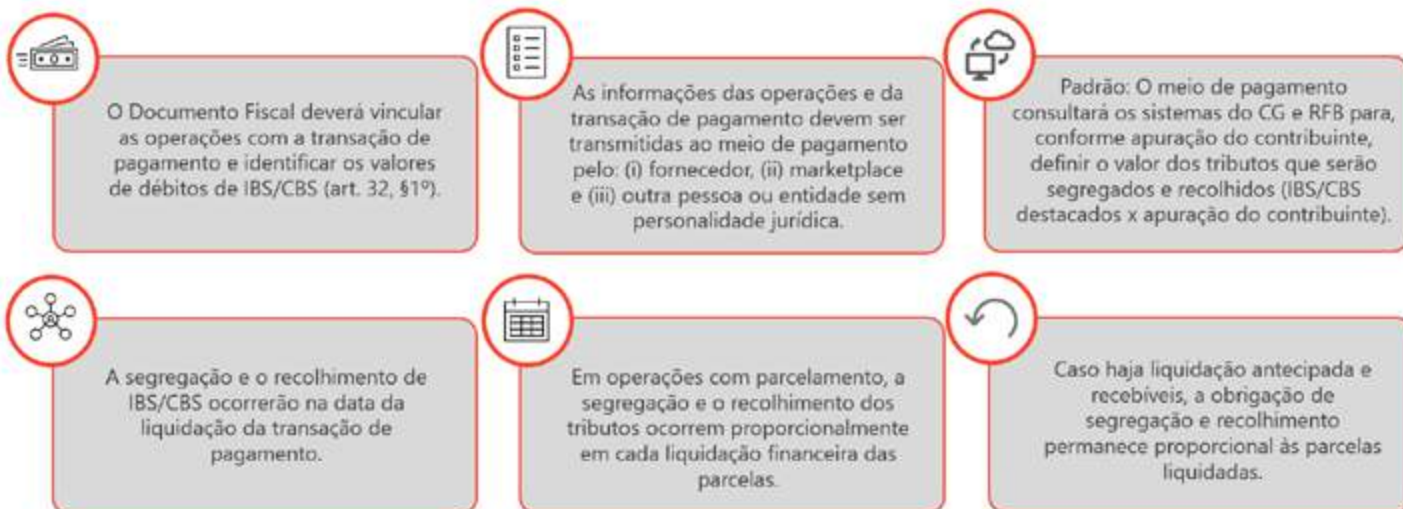 O Documento Fiscal deverá vincular
as operações com a transação de
pagamento e identificar os valores
de débitos de IBS/CBS (art. 32, §1º).
As informações das operações e da
transação de pagamento devem ser
transmitidas ao meio de pagamento
pelo: (i) fornecedor, (ii) marketplace
e (iii) outra pessoa ou entidade sem
personalidade jurídica.
Padrão: O meio de pagamento
consultará os sistemas do CG e RFB para,
conforme apuração do contribuinte,
definir o valor dos tributos que serão
segregados e recolhidos (IBS/CBS
destacados x apuração do contribuinte).
A segregação e o recolhimento de
IBS/CBS ocorrerão na data da
liquidação da transação de
pagamento.
Em operações com parcelamento, a
segregação e o recolhimento dos
tributos ocorrem proporcionalmente
em cada liquidação financeira das
parcelas.
Caso haja liquidação antecipada e
recebíveis, a obrigação de
segregação e recolhimento
permanece proporcional às parcelas
liquidadas.